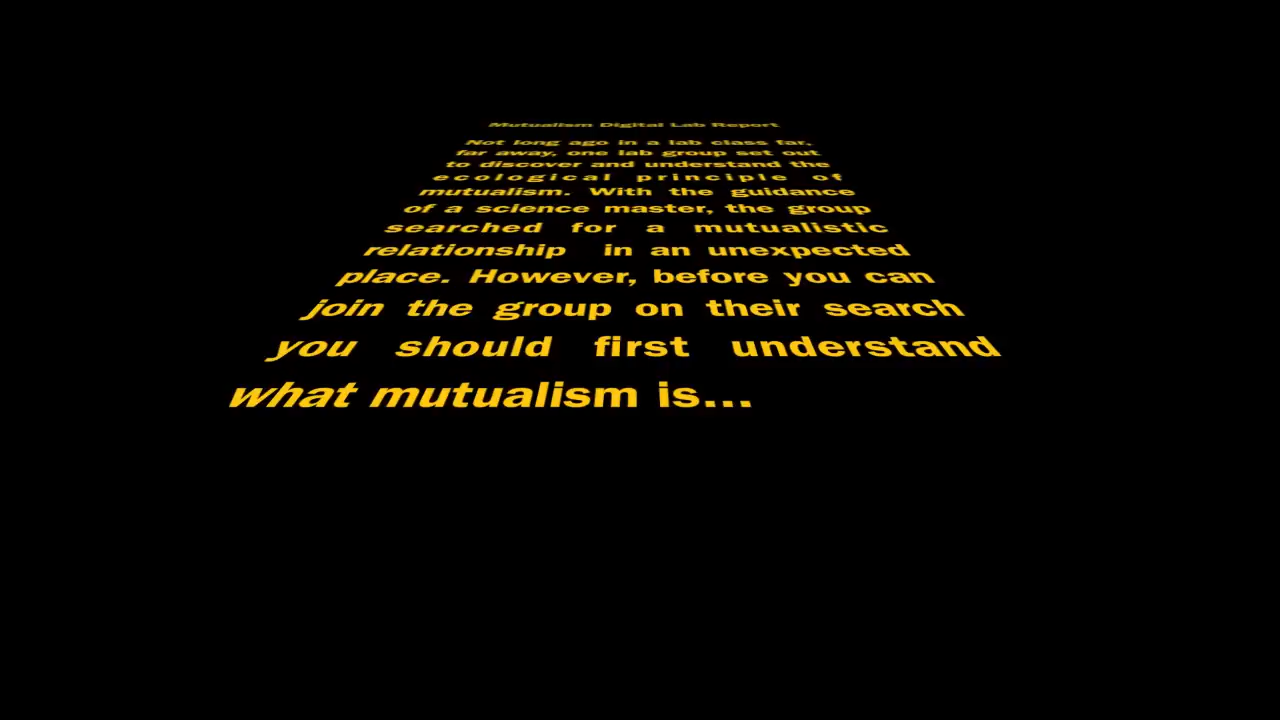 Mutualism Digital Lab Report
Not long ago in a lab class far,
far away, one lab group set out
to discover and understand the
ecological principle of
mutualism. With the guidance
of a science master, the group
searched for a mutualistic
relationship in an unexpected
place. However, before you can
join the group on their search
you should first understand
what mutualism is...